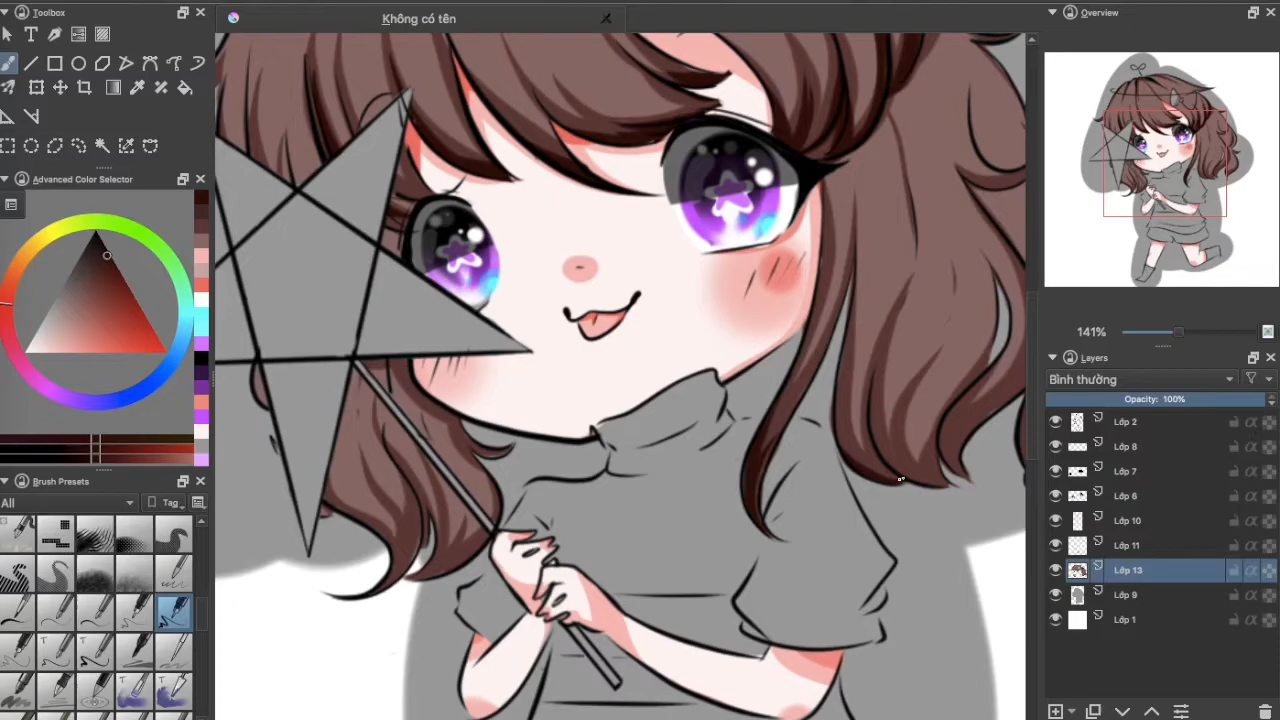 Toolbox
Không có tên
Overview
Advanced Color Selector
141%
Layers
Bình thường
Opacity: 100%
Lớp 2
Lớp 8
Lớp 7
Lớp 6
Lớp 10
Lớp 11
Lớp 13
Lớp 9
Lớp 1
Brush Presets
All
Tag